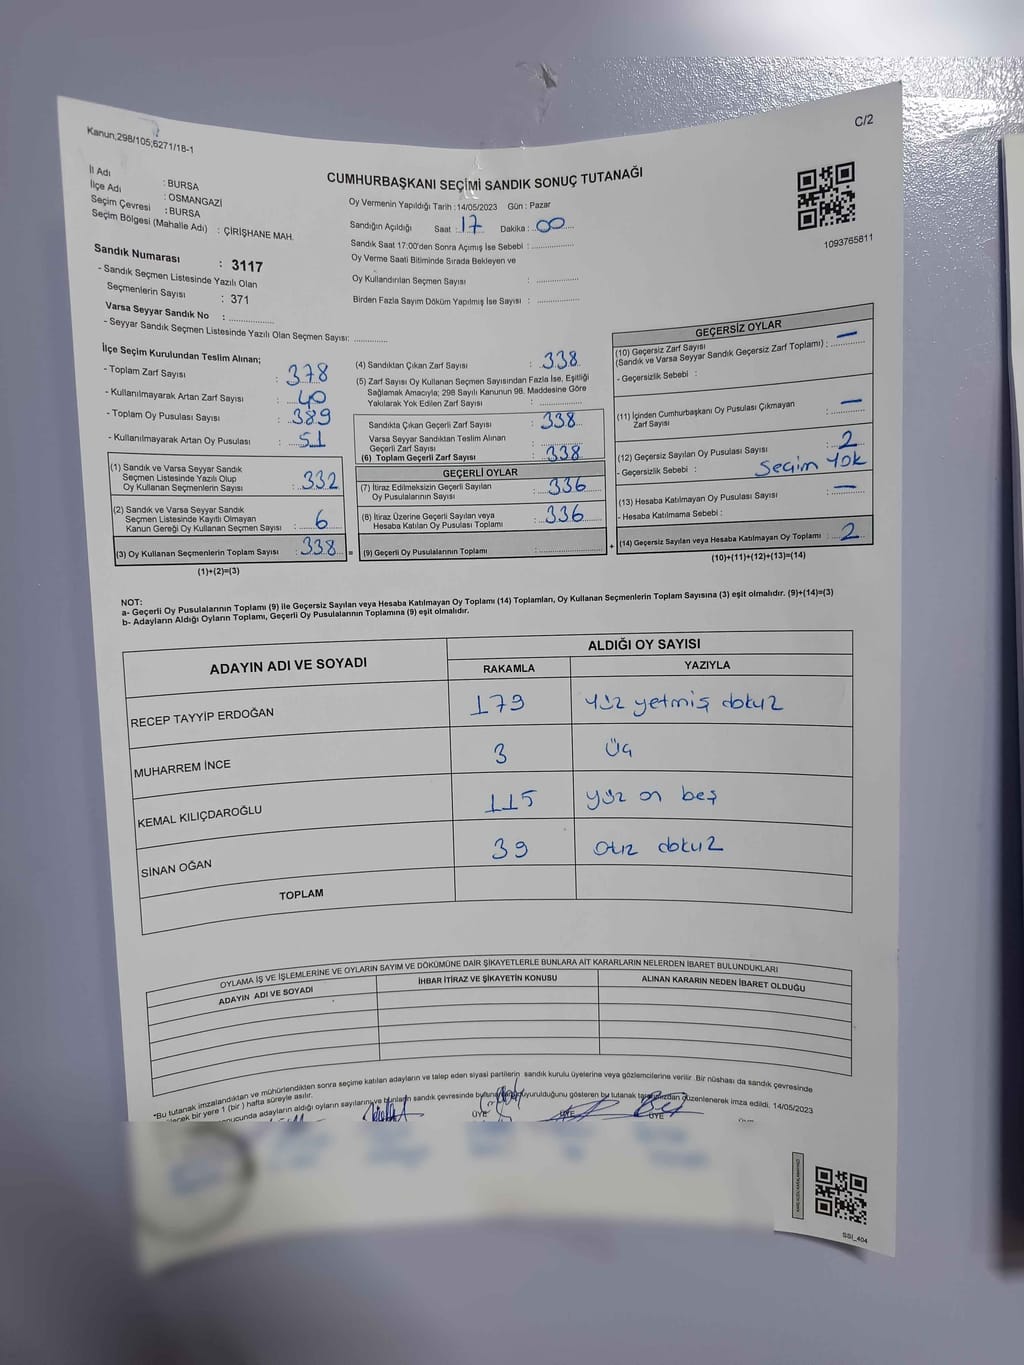 Kanun,298/105,6271/18-1
C/2
İl Adı : BURSA
İlçe Adı : OSMANGAZİ
Seçim Çevresi : BURSA
Seçim Bölgesi (Mahalle Adı) : ÇİRİŞHANE MAH.
Sandık Numarası : 3117
- Sandık Seçmen Listesinde Yazılı Olan
Seçmenlerin Sayısı : 371
Varsa Seyyar Sandık No : ..............
- Seyyar Sandık Seçmen Listesinde Yazılı Olan Seçmen Sayısı: ..............
CUMHURBAŞKANI SEÇİMİ SANDIK SONUÇ TUTANAĞI
Oy Vermenin Yapıldığı Tarih : 14/05/2023 Gün : Pazar
Sandığın Açıldığı Saat : 17 Dakika : 00
Sandık Saat 17:00'den Sonra Açımış İse Sebebi : ..............
Oy Verme Saati Bitiminde Sırada Bekleyen ve
Oy Kullandırılan Seçmen Sayısı : ..............
Birden Fazla Sayım Döküm Yapılmış İse Sayısı : ..............
1093765811
İlçe Seçim Kurulundan Teslim Alınan;
- Toplam Zarf Sayısı : 378
- Kullanılmayarak Artan Zarf Sayısı : 40
- Toplam Oy Pusulası Sayısı : 389
- Kullanılmayarak Artan Oy Pusulası : 51
(1) Sandık ve Varsa Seyyar Sandık
Seçmen Listesinde Yazılı Olup
Oy Kullanan Seçmenlerin Sayısı : 332
(2) Sandık ve Varsa Seyyar Sandık
Seçmen Listesinde Kayıtlı Olmayan
Kanun Gereği Oy Kullanan Seçmen Sayısı : 6
(3) Oy Kullanan Seçmenlerin Toplam Sayısı : 338 =
(1)+(2)=(3)
(4) Sandıktan Çıkan Zarf Sayısı : 338
(5) Zarf Sayısı Oy Kullanan Seçmen Sayısından Fazla İse, Eşitliği
Sağlamak Amacıyla; 298 Sayılı Kanunun 98. Maddesine Göre
Yakılarak Yok Edilen Zarf Sayısı : ..............
Sandıkta Çıkan Geçerli Zarf Sayısı : 338
Varsa Seyyar Sandıktan Teslim Alınan
Geçerli Zarf Sayısı : ..............
(6) Toplam Geçerli Zarf Sayısı : 338
GEÇERLİ OYLAR
(7) İtiraz Edilmeksizin Geçerli Sayılan
Oy Pusulalarının Sayısı : 336
(8) İtiraz Üzerine Geçerli Sayılan veya
Hesaba Katılan Oy Pusulası Toplamı : 336
(9) Geçerli Oy Pusulalarının Toplamı : .............. +
GEÇERSİZ OYLAR
(10) Geçersiz Zarf Sayısı
(Sandık ve Varsa Seyyar Sandık Geçersiz Zarf Toplamı) : —
- Geçersizlik Sebebi :
(11) İçinden Cumhurbaşkanı Oy Pusulası Çıkmayan
Zarf Sayısı : —
(12) Geçersiz Sayılan Oy Pusulası Sayısı : 2
- Geçersizlik Sebebi : Seçim Yok
(13) Hesaba Katılmayan Oy Pusulası Sayısı : —
- Hesaba Katılmama Sebebi :
(14) Geçersiz Sayılan veya Hesaba Katılmayan Oy Toplamı : 2
(10)+(11)+(12)+(13)=(14)
NOT:
a- Geçerli Oy Pusulalarının Toplamı (9) ile Geçersiz Sayılan veya Hesaba Katılmayan Oy Toplamı (14) Toplamları, Oy Kullanan Seçmenlerin Toplam Sayısına (3) eşit olmalıdır. (9)+(14)=(3)
b- Adayların Aldığı Oyların Toplamı, Geçerli Oy Pusulalarının Toplamına (9) eşit olmalıdır.
ADAYIN ADI VE SOYADI ALDIĞI OY SAYISI
RAKAMLA YAZIYLA
RECEP TAYYİP ERDOĞAN 179 yüz yetmiş dokuz
MUHARREM İNCE 3 Üç
KEMAL KILIÇDAROĞLU 115 yüz on beş
SİNAN OĞAN 39 otuz dokuz
TOPLAM
OYLAMA İŞ VE İŞLEMLERİNE VE OYLARIN SAYIM VE DÖKÜMÜNE DAİR ŞİKAYETLERLE BUNLARA AİT KARARLARIN NELERDEN İBARET BULUNDUKLARI
ADAYIN ADI VE SOYADI İHBAR İTİRAZ VE ŞİKAYETİN KONUSU ALINAN KARARIN NEDEN İBARET OLDUĞU
"Bu tutanak imzalandıktan ve mühürlendikten sonra seçime katılan adayların ve talep eden siyasi partilerin sandık kurulu üyelerine veya gözlemcilerine verilir. Bir nüshası da sandık çevresinde
bir yere 1 (bir) hafta süreyle asılır.
adayların aldığı oyların sayılarını ve bunların sandık çevresinde duyurulduğunu gösteren bu tutanak düzenlenerek imza edildi. 14/05/2023
ÜYE ÜYE ÜYE
SSI_404